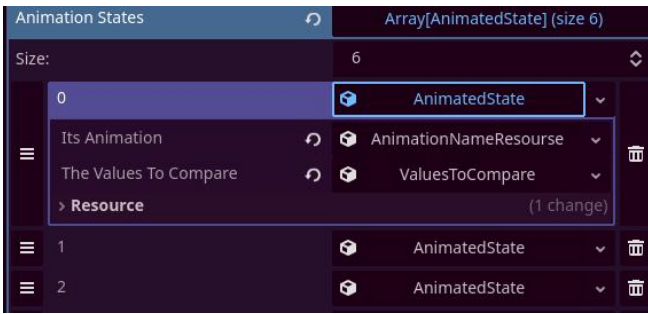 Animation States Array[AnimatedState] (size 6)
Size: 6
0 AnimatedState
Its Animation AnimationNameResourse
The Values To Compare ValuesToCompare
> Resource (1 change)
1 AnimatedState
2 AnimatedState